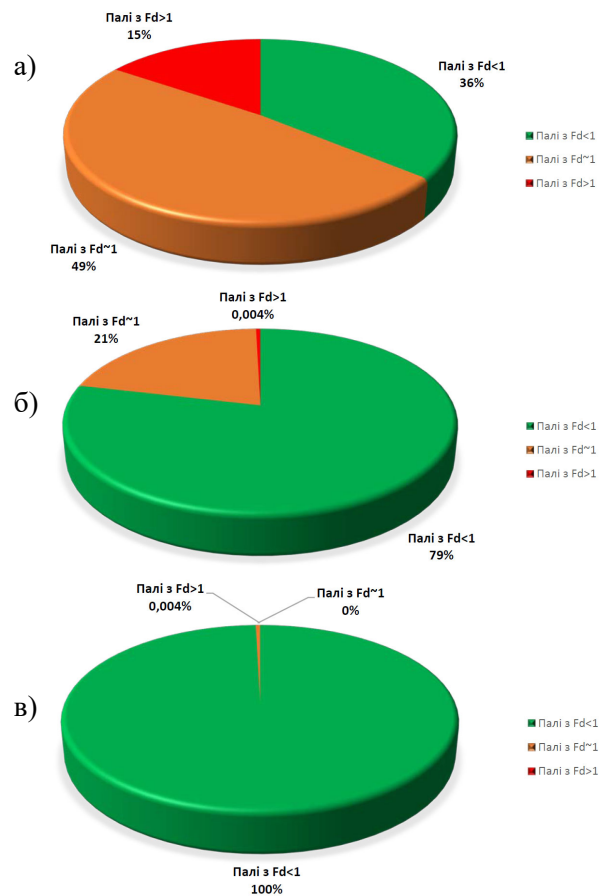 а)
Палі з Fd>1
15%
Палі з Fd<1
36%
Палі з Fd~1
49%
Палі з Fd<1
Палі з Fd~1
Палі з Fd>1
б)
Палі з Fd>1
0,004%
Палі з Fd~1
21%
Палі з Fd<1
79%
Палі з Fd<1
Палі з Fd~1
Палі з Fd>1
в)
Палі з Fd>1
0,004%
Палі з Fd~1
0%
Палі з Fd<1
100%
Палі з Fd<1
Палі з Fd~1
Палі з Fd>1